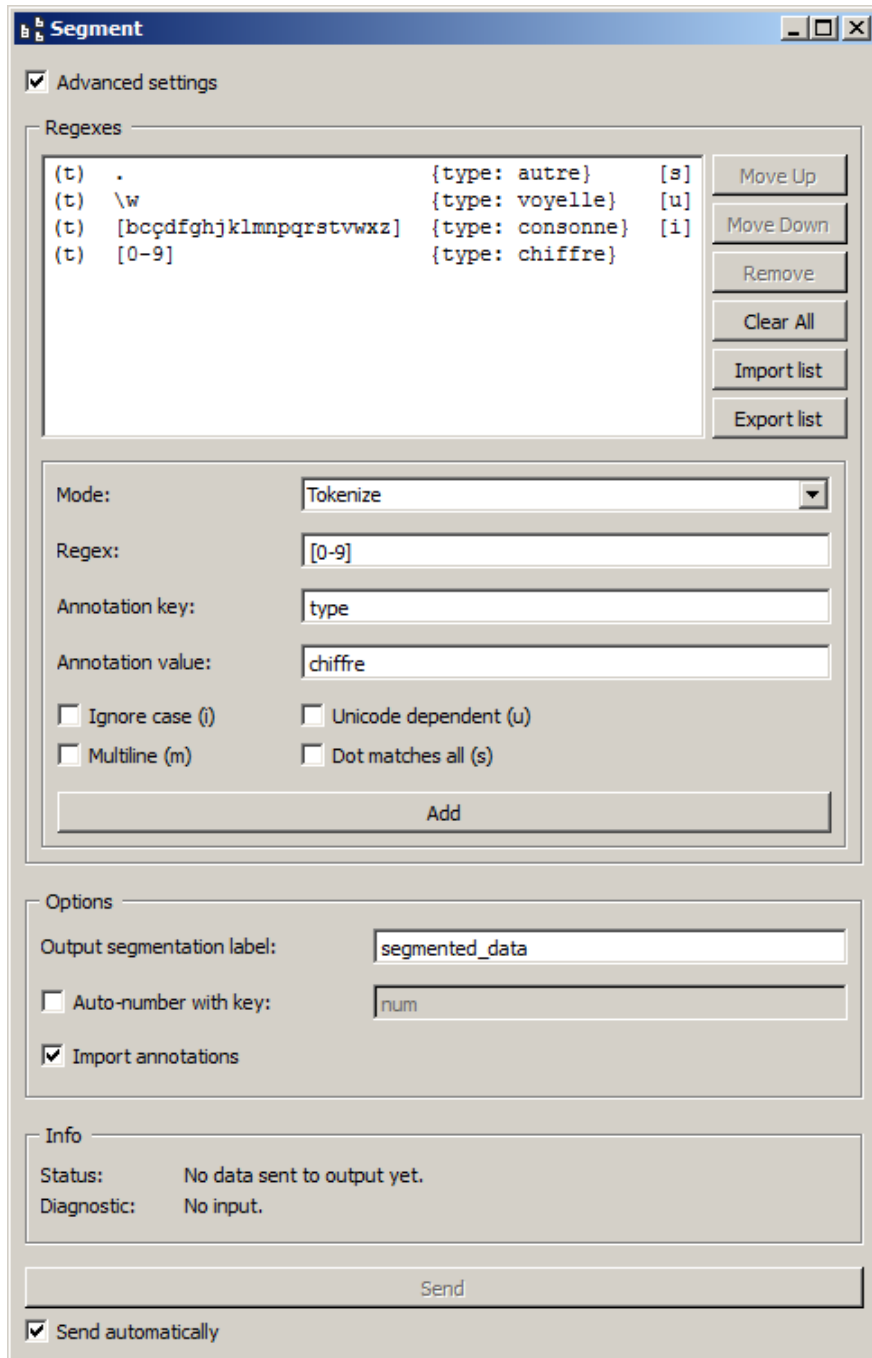 Segment
Advanced settings
Regexes
(t) . {type: autre} [s]
(t) \w {type: voyelle} [u]
(t) [bcçdfghjklmnpqrstvwxz] {type: consonne} [i]
(t) [0-9] {type: chiffre}
Move Up
Move Down
Remove
Clear All
Import list
Export list
Mode: Tokenize
Regex: [0-9]
Annotation key: type
Annotation value: chiffre
Ignore case (i) Unicode dependent (u)
Multiline (m) Dot matches all (s)
Add
Options
Output segmentation label: segmented_data
Auto-number with key: num
Import annotations
Info
Status: No data sent to output yet.
Diagnostic: No input.
Send
Send automatically